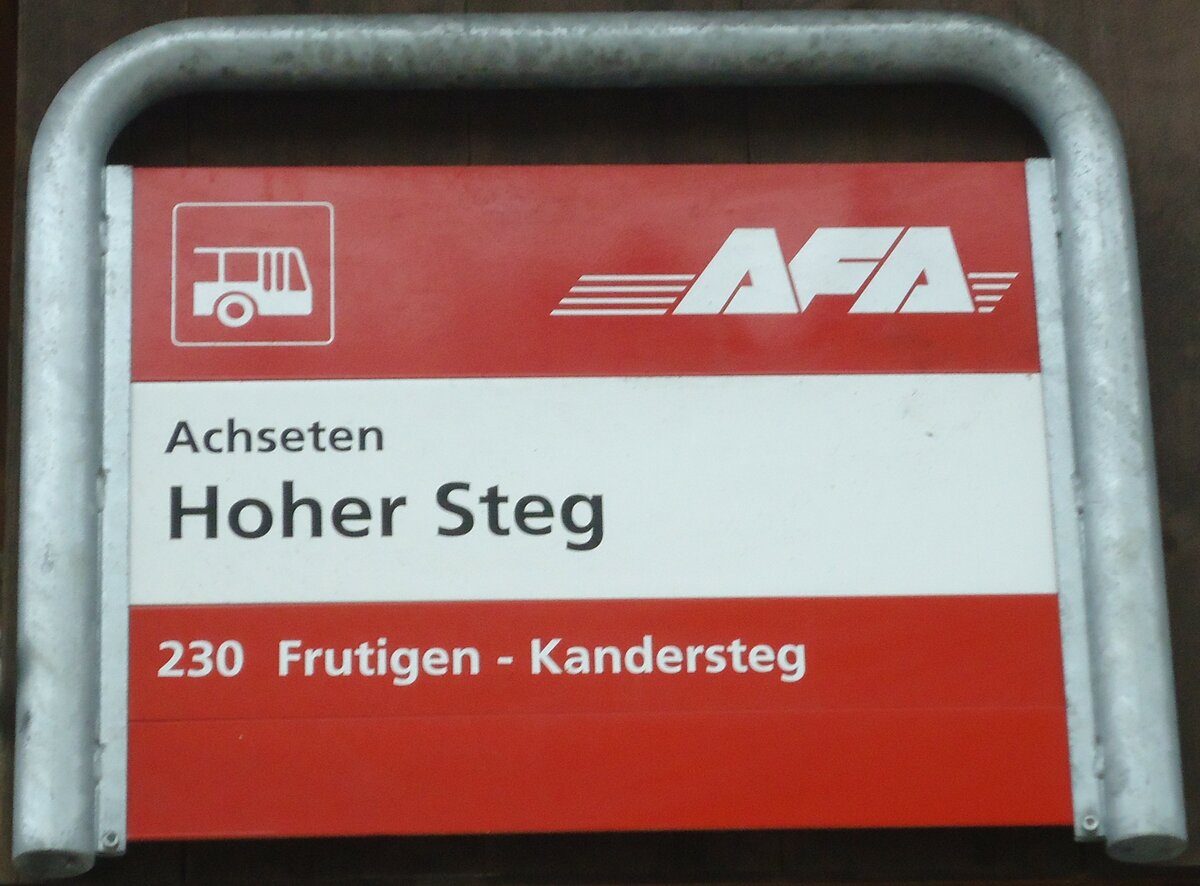 AFA
Achseten
Hoher Steg
230 Frutigen - Kandersteg